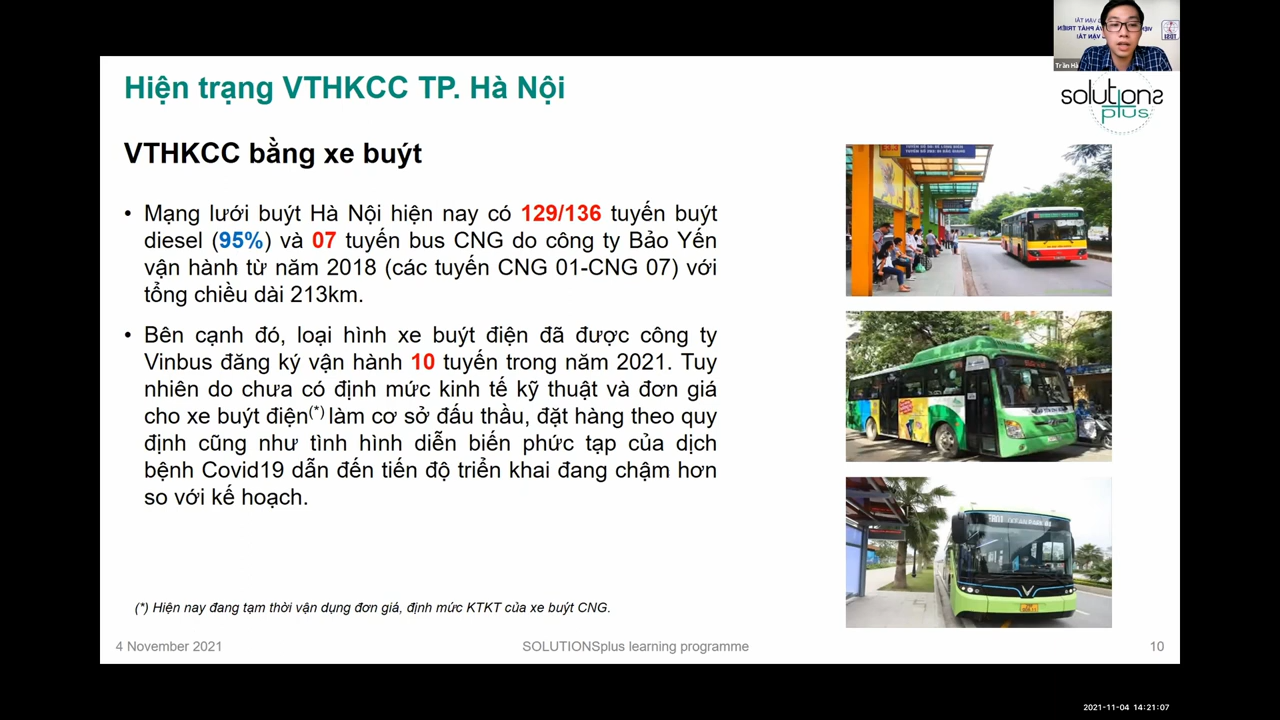 Trần Hả
solutions
plus
Hiện trạng VTHKCC TP. Hà Nội
VTHKCC bằng xe buýt
• Mạng lưới buýt Hà Nội hiện nay có 129/136 tuyến buýt
diesel (95%) và 07 tuyến bus CNG do công ty Bảo Yến
vận hành từ năm 2018 (các tuyến CNG 01-CNG 07) với
tổng chiều dài 213km.
• Bên cạnh đó, loại hình xe buýt điện đã được công ty
Vinbus đăng ký vận hành 10 tuyến trong năm 2021. Tuy
nhiên do chưa có định mức kinh tế kỹ thuật và đơn giá
cho xe buýt điện(*) làm cơ sở đấu thầu, đặt hàng theo quy
định cũng như tình hình diễn biến phức tạp của dịch
bệnh Covid19 dẫn đến tiến độ triển khai đang chậm hơn
so với kế hoạch.
(*) Hiện nay đang tạm thời vận dụng đơn giá, định mức KTKT của xe buýt CNG.
4 November 2021
SOLUTIONSplus learning programme
10
2021-11-04 14:21:07